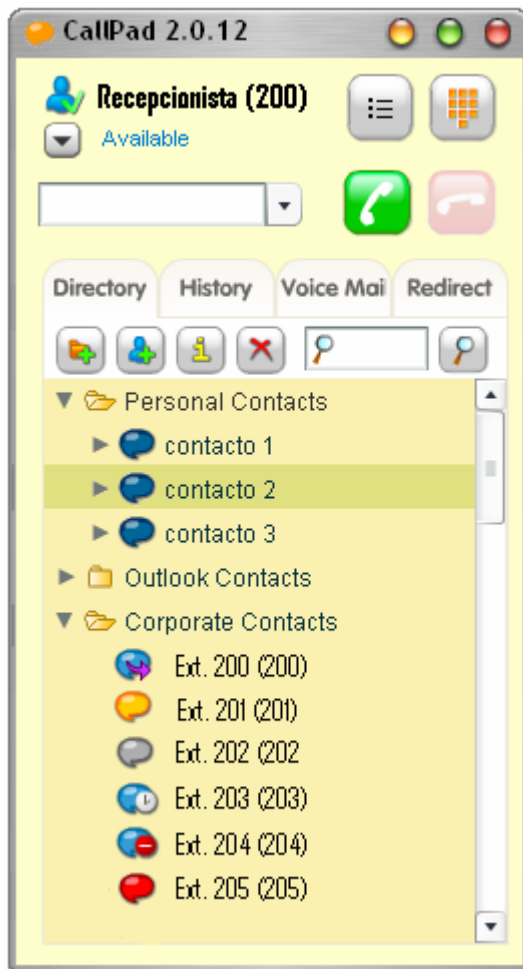 CallPad 2.0.12
Recepcionista (200)
Available
Directory History Voice Mai Redirect
Personal Contacts
contacto 1
contacto 2
contacto 3
Outlook Contacts
Corporate Contacts
Ext. 200 (200)
Ext. 201 (201)
Ext. 202 (202
Ext. 203 (203)
Ext. 204 (204)
Ext. 205 (205)